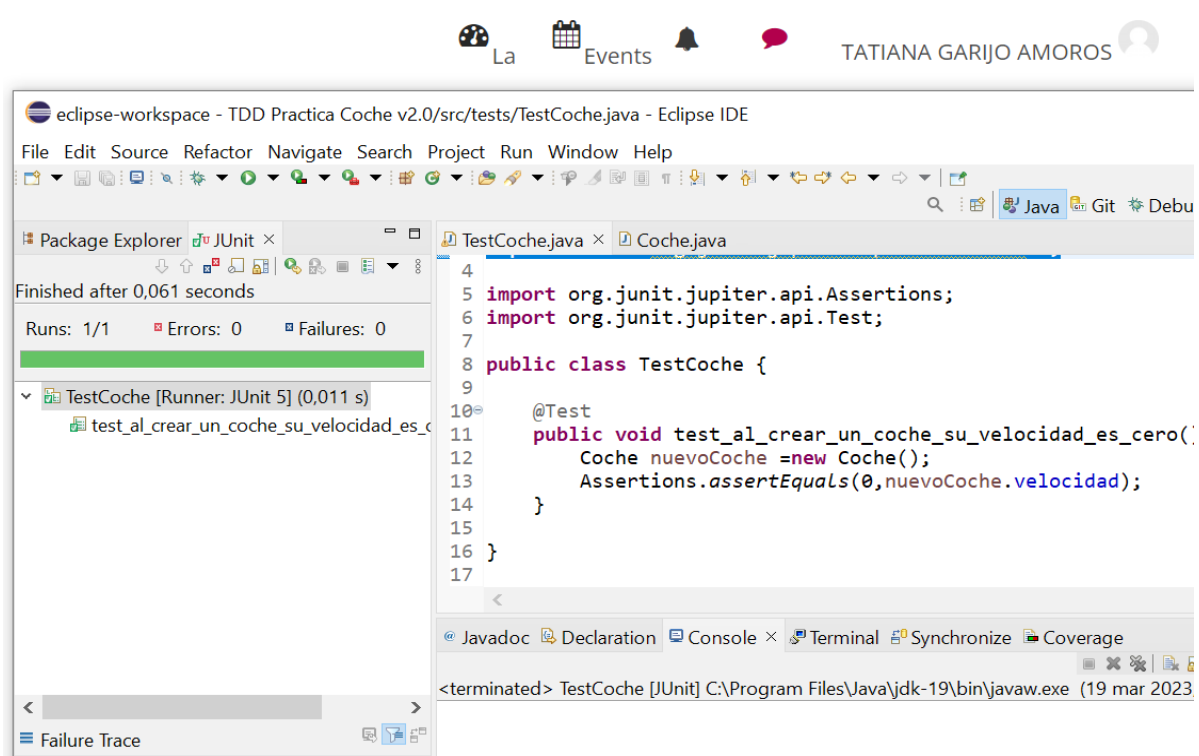 La Events TATIANA GARIJO AMOROS
eclipse-workspace - TDD Practica Coche v2.0/src/tests/TestCoche.java - Eclipse IDE
File Edit Source Refactor Navigate Search Project Run Window Help
Java Git Debu
Package Explorer JUnit
Finished after 0,061 seconds
Runs: 1/1 Errors: 0 Failures: 0
TestCoche [Runner: JUnit 5] (0,011 s)
test_al_crear_un_coche_su_velocidad_es_c
Failure Trace
TestCoche.java Coche.java
4
5 import org.junit.jupiter.api.Assertions;
6 import org.junit.jupiter.api.Test;
7
8 public class TestCoche {
9
10 @Test
11 public void test_al_crear_un_coche_su_velocidad_es_cero()
12 Coche nuevoCoche =new Coche();
13 Assertions.assertEquals(0,nuevoCoche.velocidad);
14 }
15
16 }
17
Javadoc Declaration Console Terminal Synchronize Coverage
<terminated> TestCoche [JUnit] C:\Program Files\Java\jdk-19\bin\javaw.exe (19 mar 2023,